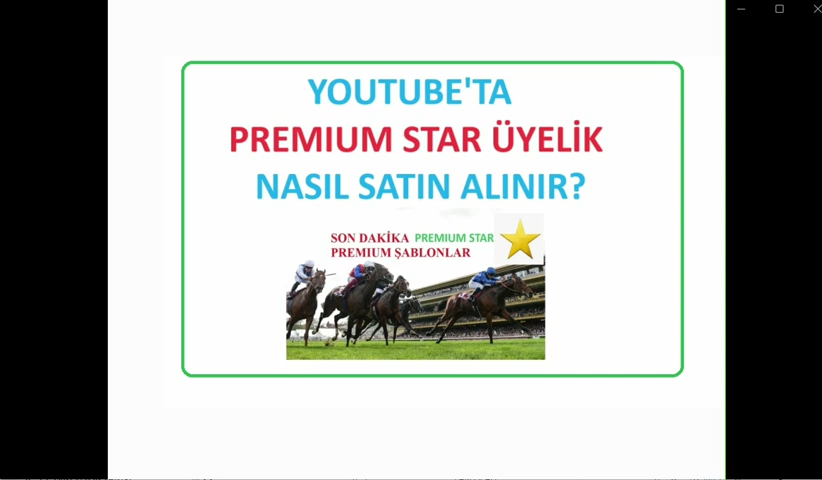 YOUTUBE'TA
PREMIUM STAR ÜYELİK
NASIL SATIN ALINIR?
SON DAKİKA PREMIUM STAR
PREMIUM ŞABLONLAR